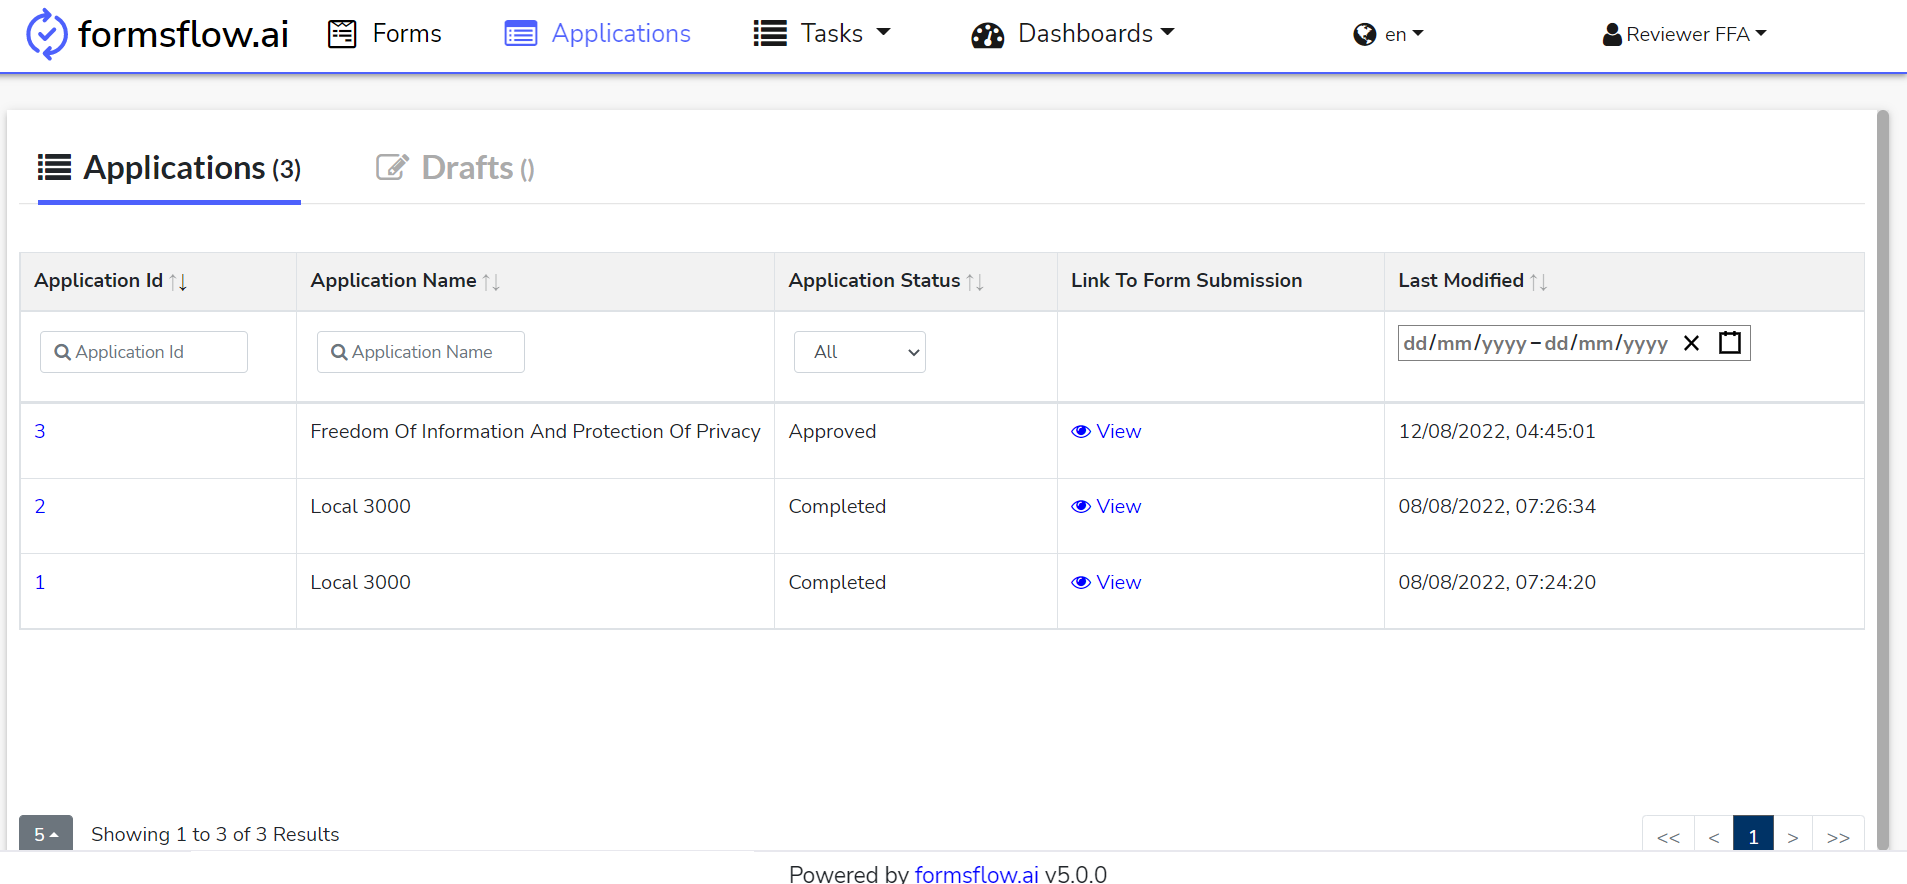 formsflow.ai Forms Applications Tasks Dashboards en Reviewer FFA
Applications (3) Drafts ()
Application Id Application Name Application Status Link To Form Submission Last Modified
Application Id Application Name All dd/mm/yyyy–dd/mm/yyyy
3 Freedom Of Information And Protection Of Privacy Approved View 12/08/2022, 04:45:01
2 Local 3000 Completed View 08/08/2022, 07:26:34
1 Local 3000 Completed View 08/08/2022, 07:24:20
5 Showing 1 to 3 of 3 Results << < 1 > >>
Powered by formsflow.ai v5.0.0